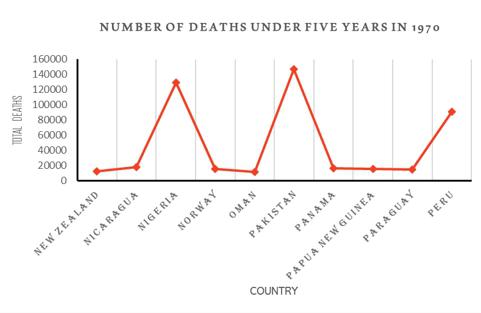 NUMBER OF DEATHS UNDER FIVE YEARS IN 1970
160000
140000
120000
100000
80000
60000
40000
20000
0
TOTAL DEATHS
NEW ZEALAND
NICARAGUA
NIGERIA
NORWAY
OMAN
PAKISTAN
PANAMA
PAPUA NEW GUINEA
PARAGUAY
PERU
COUNTRY